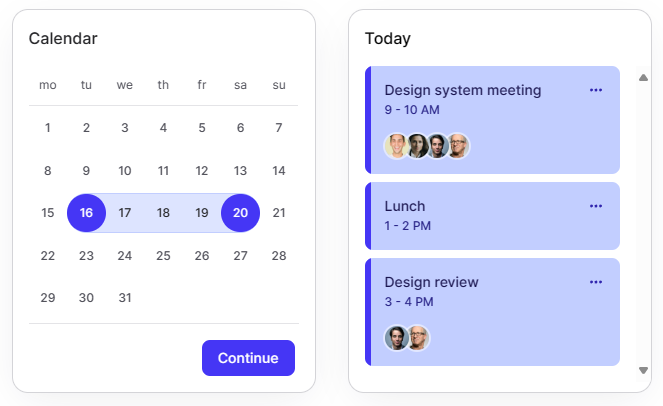 Calendar
mo tu we th fr sa su
1 2 3 4 5 6 7
8 9 10 11 12 13 14
15 16 17 18 19 20 21
22 23 24 25 26 27 28
29 30 31
Continue
Today
Design system meeting
9 - 10 AM
Lunch
1 - 2 PM
Design review
3 - 4 PM